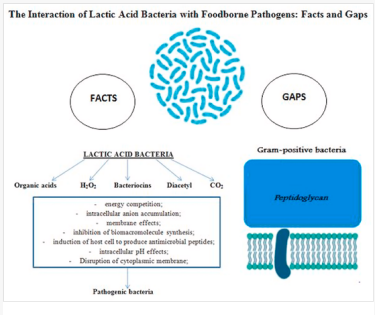 The Interaction of Lactic Acid Bacteria with Foodborne Pathogens: Facts and Gaps
FACTS
GAPS
LACTIC ACID BACTERIA
Organic acids H₂O₂ Bacteriocins Diacetyl CO₂
- energy competition;
- intracellular anion accumulation;
- membrane effects;
- inhibition of biomacromolecule synthesis;
- induction of host cell to produce antimicrobial peptides;
- intracellular pH effects;
- Disruption of cytoplasmic membrane;
Pathogenic bacteria
Gram-positive bacteria
Peptidoglycan